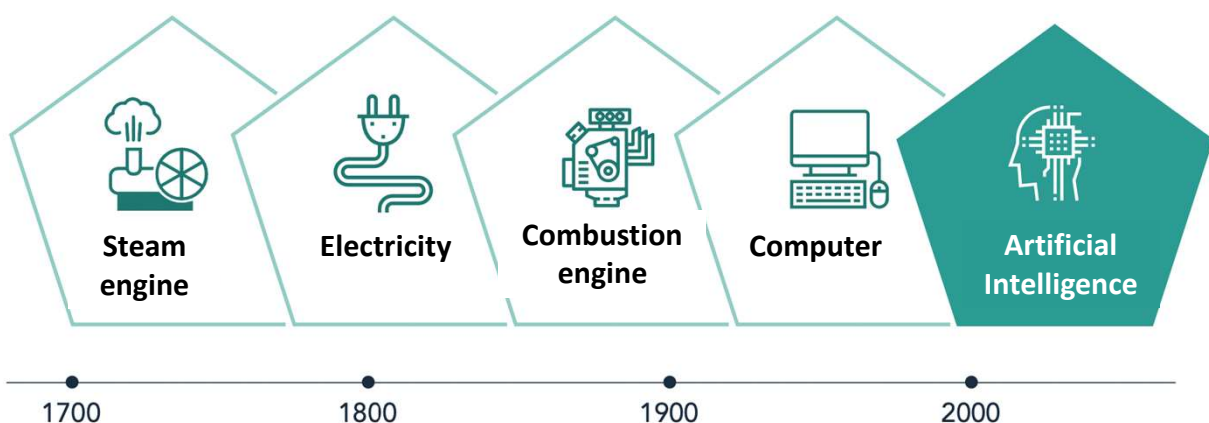 Steam
engine
Electricity
Combustion
engine
Computer
Artificial
Intelligence
1700
1800
1900
2000